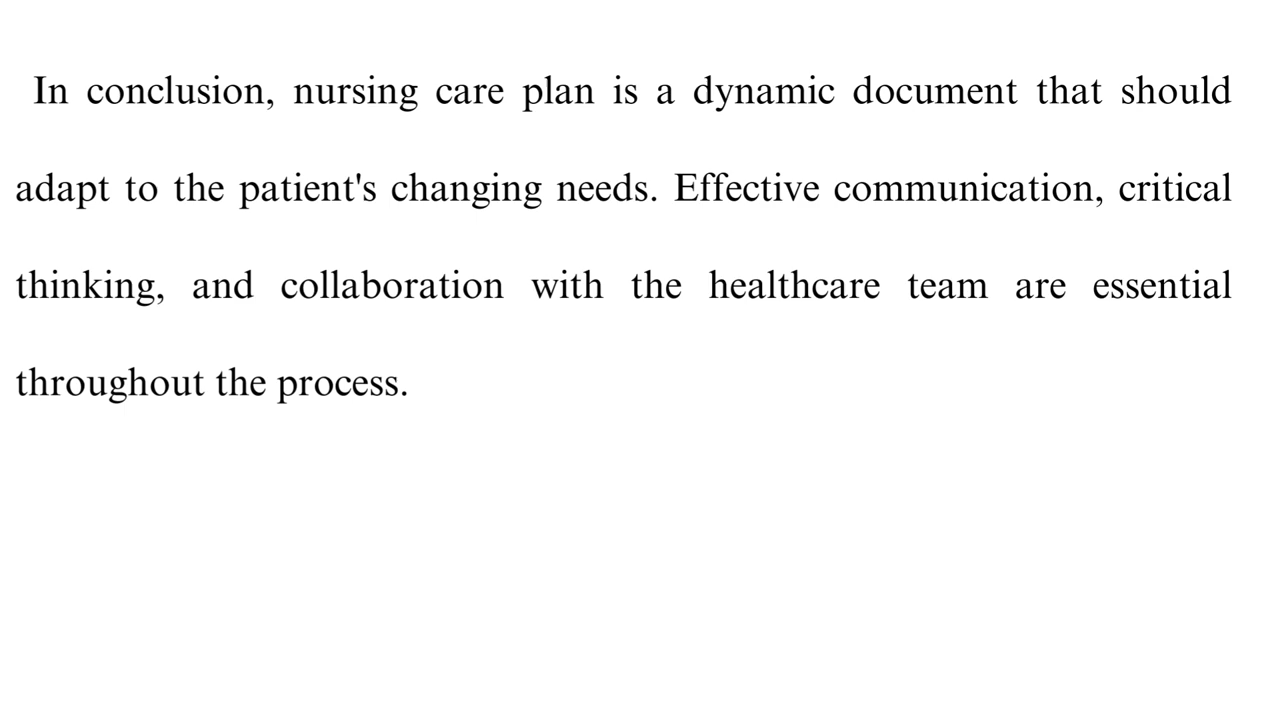 In conclusion, nursing care plan is a dynamic document that should
adapt to the patient's changing needs. Effective communication, critical
thinking, and collaboration with the healthcare team are essential
throughout the process.